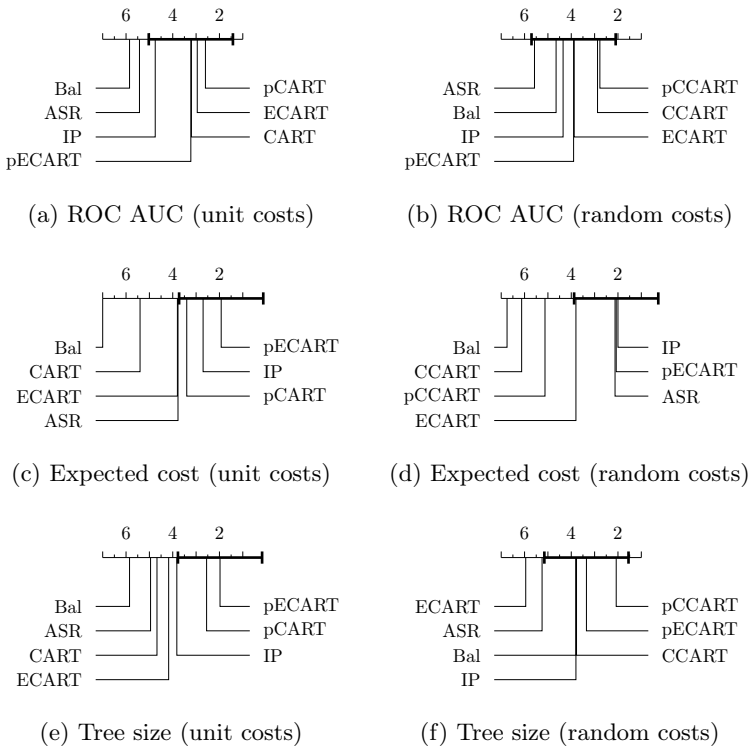 6 4 2
Bal
ASR
IP
pECART
pCART
ECART
CART
(a) ROC AUC (unit costs)
6 4 2
ASR
Bal
IP
pECART
pCCART
CCART
ECART
(b) ROC AUC (random costs)
6 4 2
Bal
CART
ECART
ASR
pECART
IP
pCART
(c) Expected cost (unit costs)
6 4 2
Bal
CCART
pCCART
ECART
IP
pECART
ASR
(d) Expected cost (random costs)
6 4 2
Bal
ASR
CART
ECART
pECART
pCART
IP
(e) Tree size (unit costs)
6 4 2
ECART
ASR
Bal
IP
pCCART
pECART
CCART
(f) Tree size (random costs)